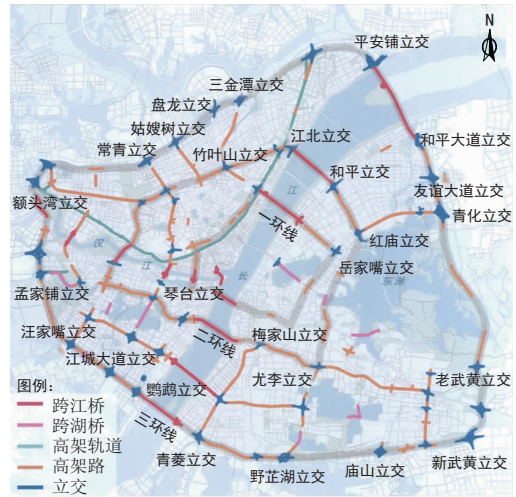 N
平安铺立交
三金潭立交
盘龙立交
姑嫂树立交
常青立交
竹叶山立交
江北立交
和平大道立交
和平立交
友谊大道立交
额头湾立交
江
青化立交
一环线
红庙立交
汉
江
岳家嘴立交
长
东湖
孟家铺立交
琴台立交
汪家嘴立交
二环线
梅家山立交
江城大道立交
尤李立交
老武黄立交
鹦鹉立交
图例：
跨江桥
跨湖桥
高架轨道
高架路
立交
三环线
青菱立交
野芷湖立交
庙山立交
新武黄立交